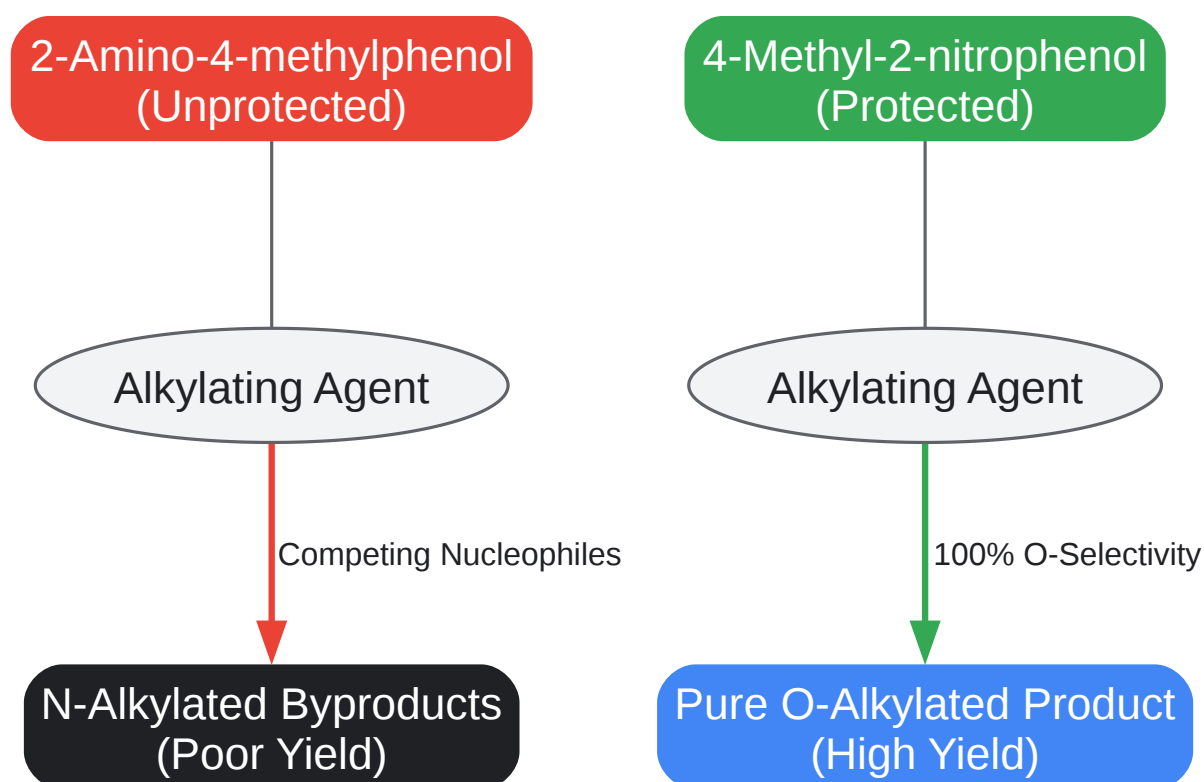 2-Amino-4-methylphenol
(Unprotected)
4-Methyl-2-nitrophenol
(Protected)
Alkylating Agent
Alkylating Agent
Competing Nucleophiles
100% O-Selectivity
N-Alkylated Byproducts
(Poor Yield)
Pure O-Alkylated Product
(High Yield)